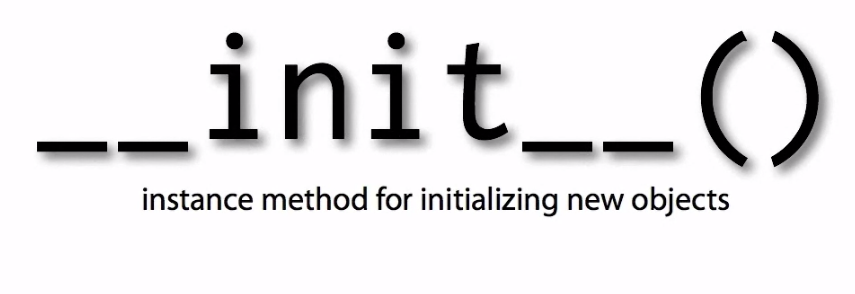 __init__()
instance method for initializing new objects